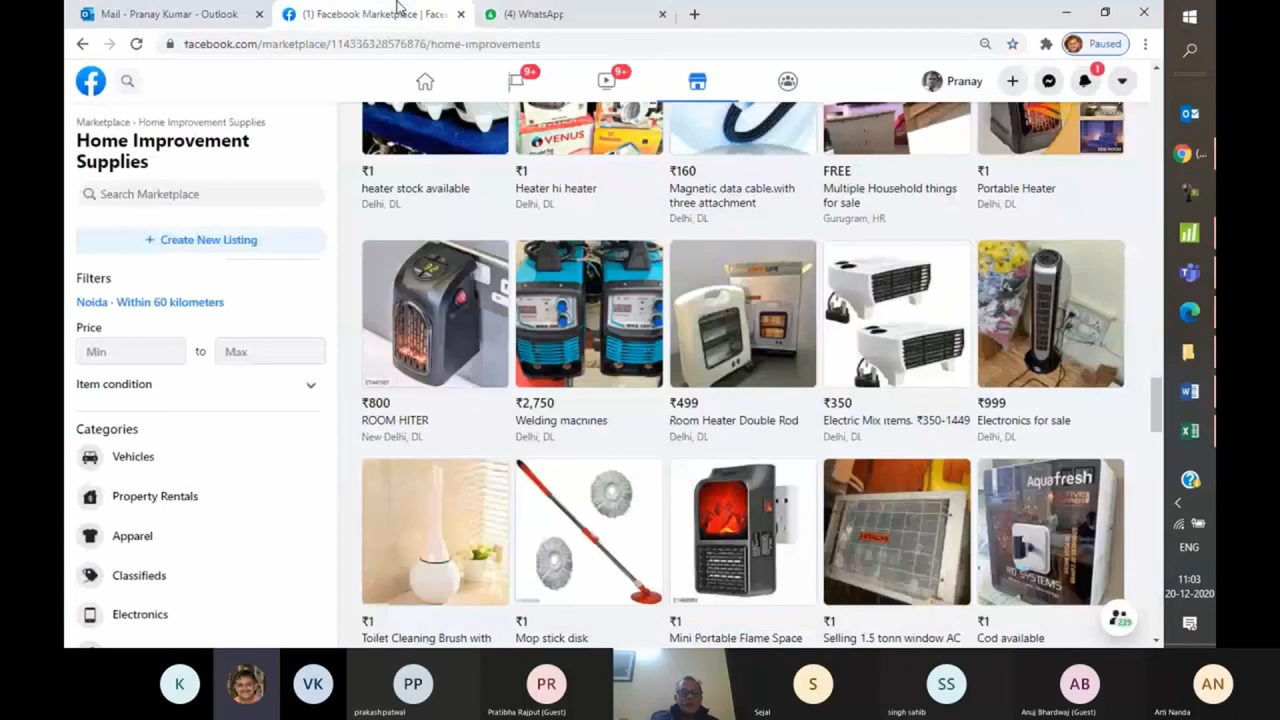 Mail - Pranay Kumar - Outlook
(1) Facebook Marketplace | Face
(4) WhatsApp
facebook.com/marketplace/114336328576876/home-improvements
Paused
9+
9+
Pranay
1
Marketplace › Home Improvement Supplies
Home Improvement
Supplies
Search Marketplace
+ Create New Listing
Filters
Noida · Within 60 kilometers
Price
Min
to
Max
Item condition
Categories
Vehicles
Property Rentals
Apparel
Classifieds
Electronics
VENUS
₹1
heater stock available
Delhi, DL
₹1
Heater hi heater
Delhi, DL
₹160
Magnetic data cable.with
three attachment
Delhi, DL
FREE
Multiple Household things
for sale
Gurugram, HR
₹1
Portable Heater
Delhi, DL
₹800
ROOM HITER
New Delhi, DL
₹2,750
Welding macnines
Delhi, DL
₹499
Room Heater Double Rod
Delhi, DL
₹350
Electric Mix items. ₹350-1449
Delhi, DL
₹999
Electronics for sale
Delhi, DL
HITACHI
Aquafresh
RO SYSTEMS
₹1
Toilet Cleaning Brush with
₹1
Mop stick disk
₹1
Mini Portable Flame Space
₹1
Selling 1.5 tonn window AC
₹1
Cod available
239
ENG
11:03
20-12-2020
K
VK
PP
prakash patwal
PR
Pratibha Rajput (Guest)
S
Sejal
SS
singh sahib
AB
Anuj Bhardwaj (Guest)
AN
Arti Nanda